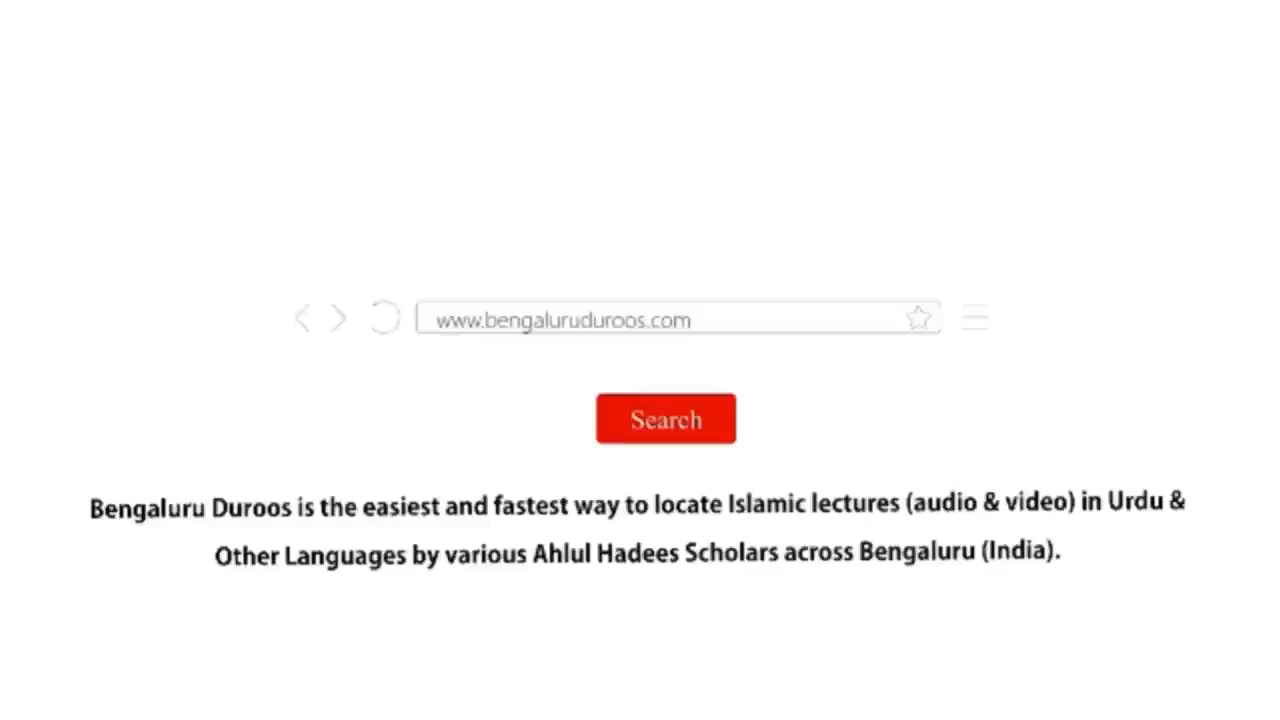 www.bengaluruduroos.com
Search
Bengaluru Duroos is the easiest and fastest way to locate Islamic lectures (audio & video) in Urdu &
Other Languages by various Ahlul Hadees Scholars across Bengaluru (India).